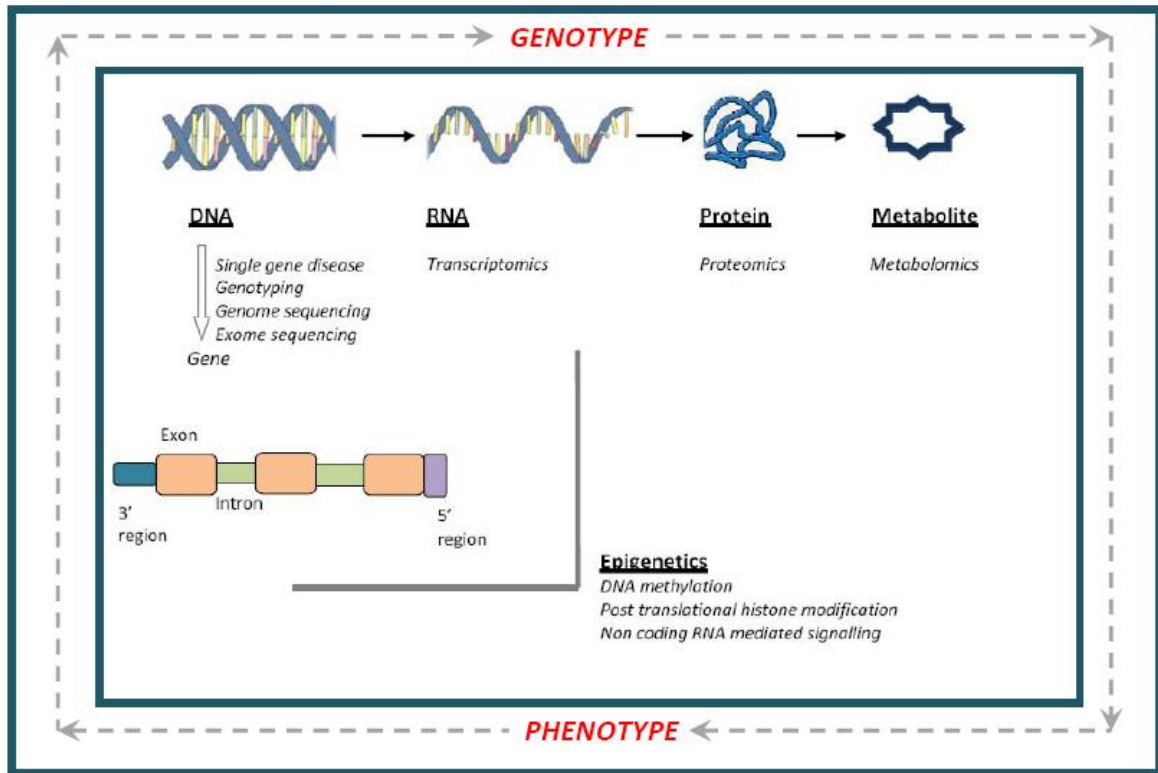 GENOTYPE
DNA
RNA
Protein
Metabolite
Single gene disease
Genotyping
Genome sequencing
Exome sequencing
Gene
Transcriptomics
Proteomics
Metabolomics
Exon
Intron
3’
region
5’
region
Epigenetics
DNA methylation
Post translational histone modification
Non coding RNA mediated signalling
PHENOTYPE